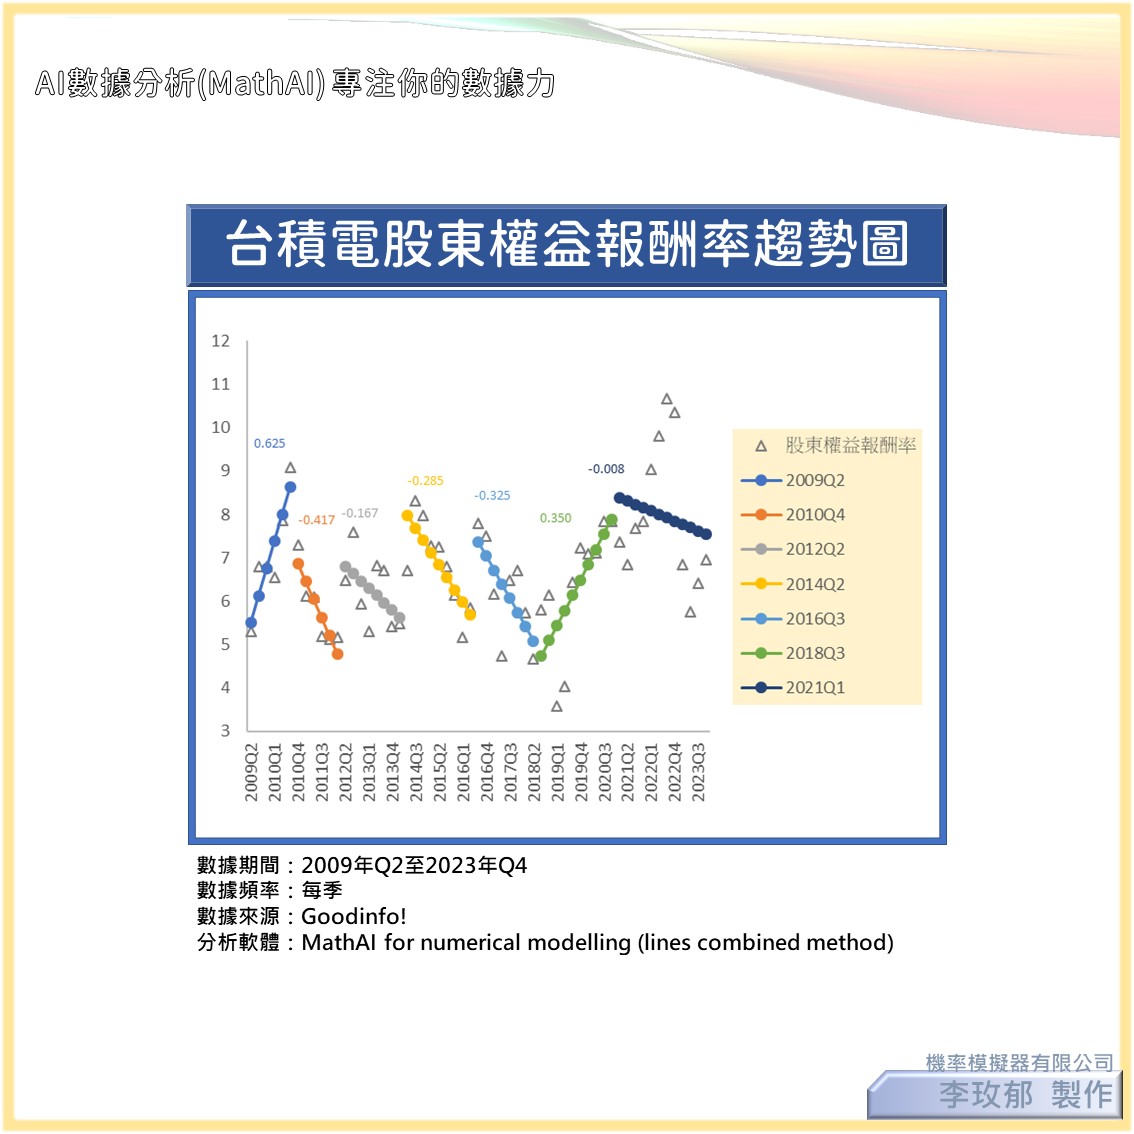 AI數據分析(MathAI) 專注你的數據力
台積電股東權益報酬率趨勢圖
12
11
10
9
8
7
6
5
4
3
0.625
-0.417
-0.167
-0.285
-0.325
0.350
-0.008
2009Q2
2010Q1
2010Q4
2011Q3
2012Q2
2013Q1
2013Q4
2014Q3
2015Q2
2016Q1
2016Q4
2017Q3
2018Q2
2019Q1
2019Q4
2020Q3
2021Q2
2022Q1
2022Q4
2023Q3
股東權益報酬率
2009Q2
2010Q4
2012Q2
2014Q2
2016Q3
2018Q3
2021Q1
數據期間：2009年Q2至2023年Q4
數據頻率：每季
數據來源：Goodinfo!
分析軟體：MathAI for numerical modelling (lines combined method)
機率模擬器有限公司
李玫郁 製作